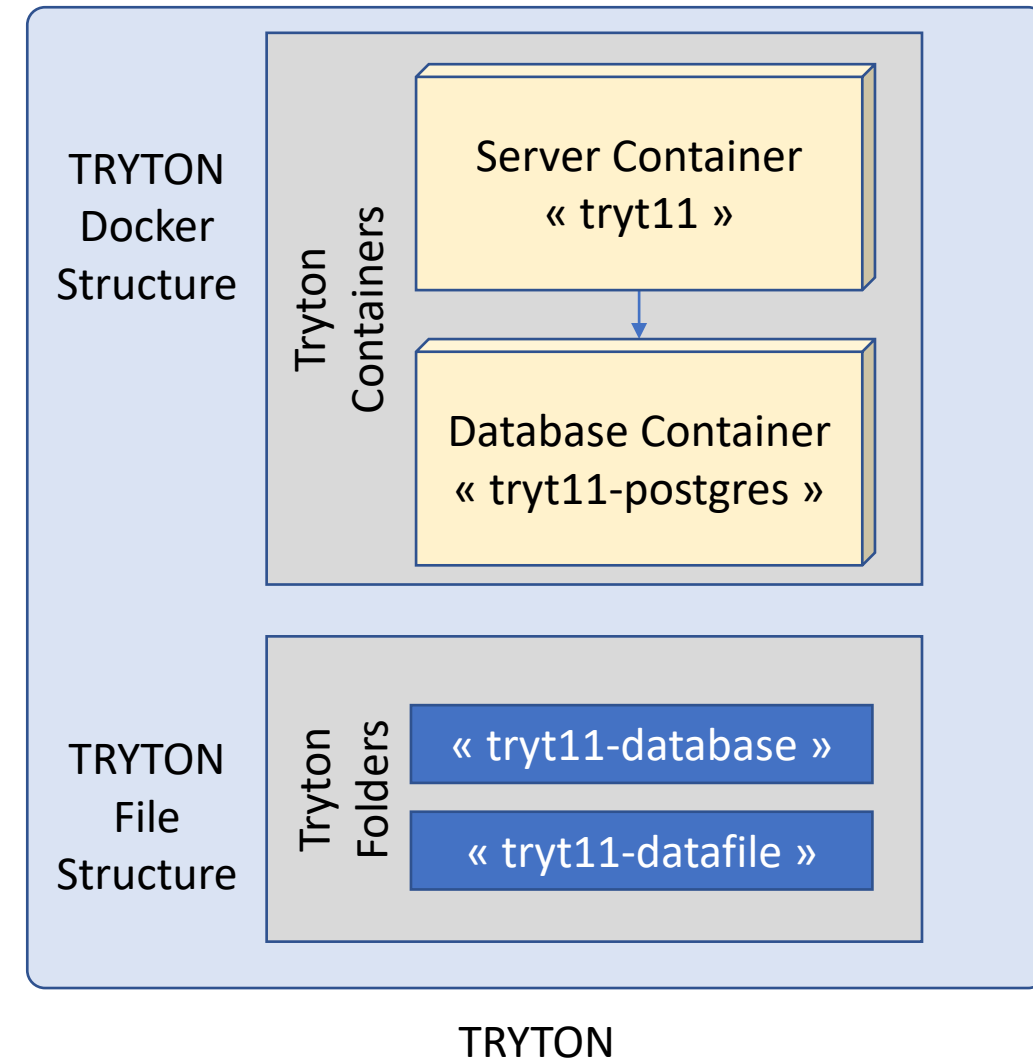 TRYTON
Docker
Structure
Tryton
Containers
Server Container
« tryt11 »
Database Container
« tryt11-postgres »
TRYTON
File
Structure
Tryton
Folders
« tryt11-database »
« tryt11-datafile »
TRYTON